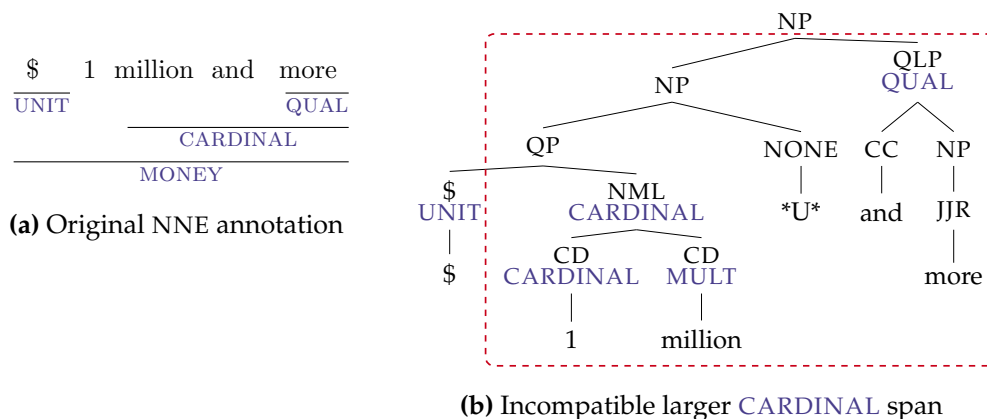 $ 1 million and more
UNIT QUAL
CARDINAL
MONEY
(a) Original NNE annotation
NP
NP QLP
QUAL
QP NONE CC NP
$ NML *U* and JJR
UNIT CARDINAL
$ CD CD more
CARDINAL MULT
1 million
(b) Incompatible larger CARDINAL span